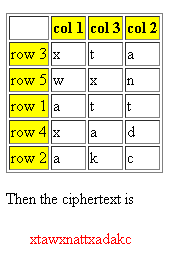 col 1 col 3 col 2
row 3 x t a
row 5 w x n
row 1 a t t
row 4 x a d
row 2 a k c
Then the ciphertext is
xtawxnattxadakc